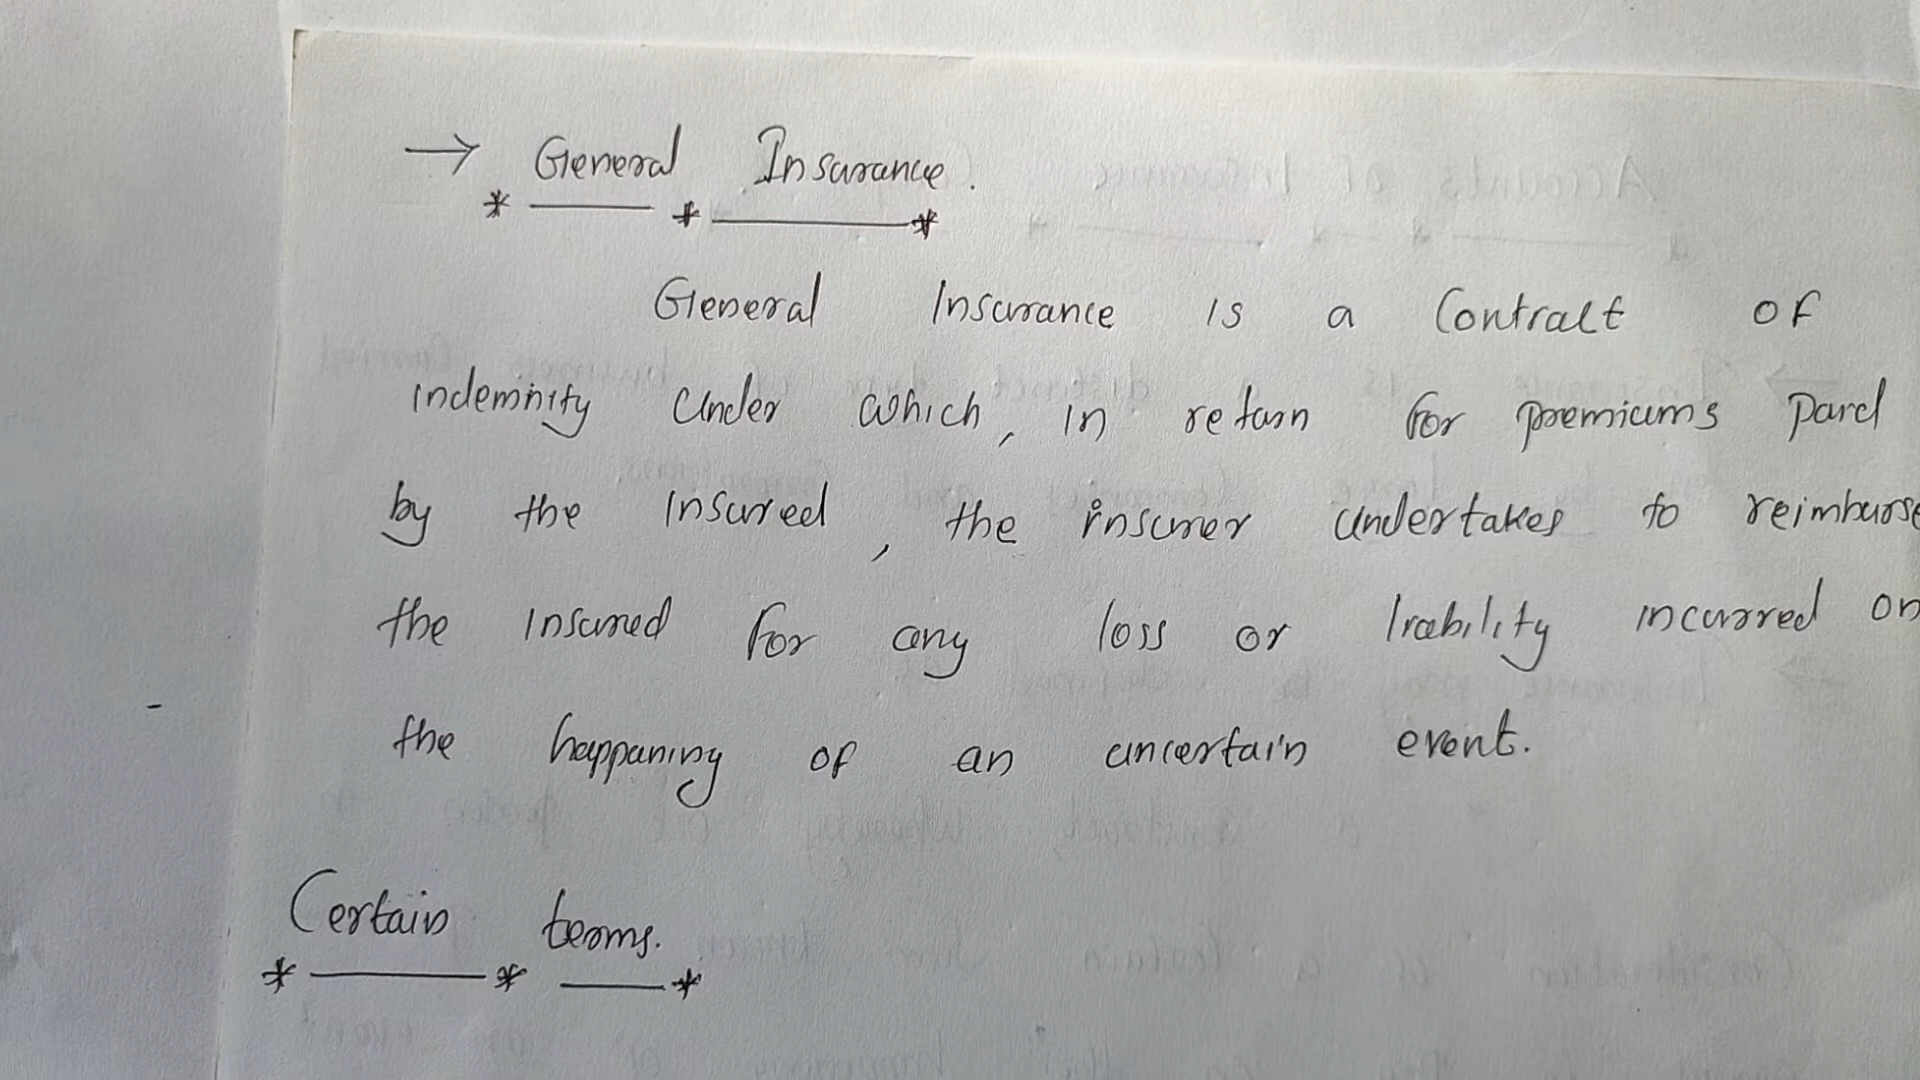 → General Insurance.
General Insurance is a Contract of
indemnity under which, in return for premiums paid
by the insured, the insurer undertakes to reimburse
the insured for any loss or liability incurred on
the happaning of an uncertain event.
Certain terms.